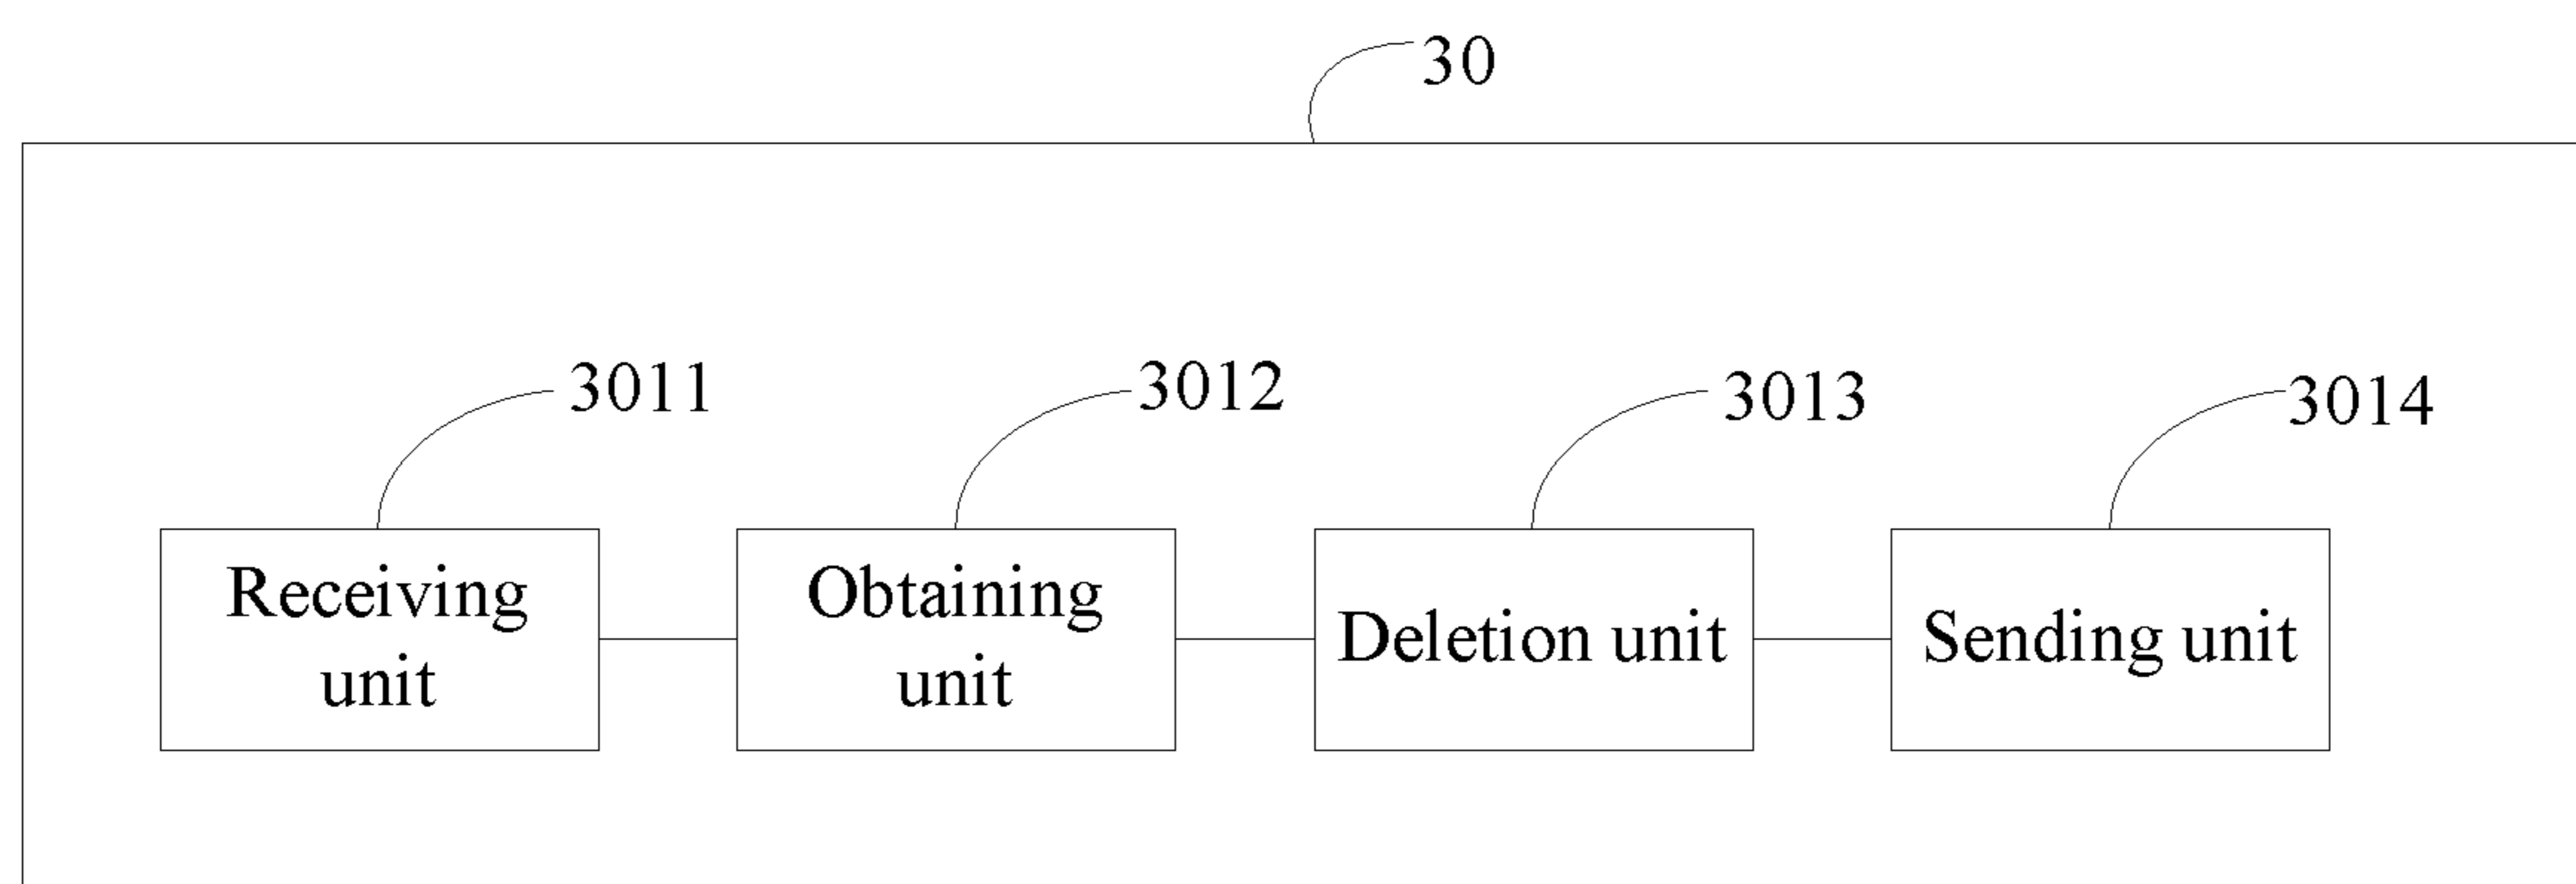 30
3011
3012
3013
3014
Receiving
unit
Obtaining
unit
Deletion unit
Sending unit